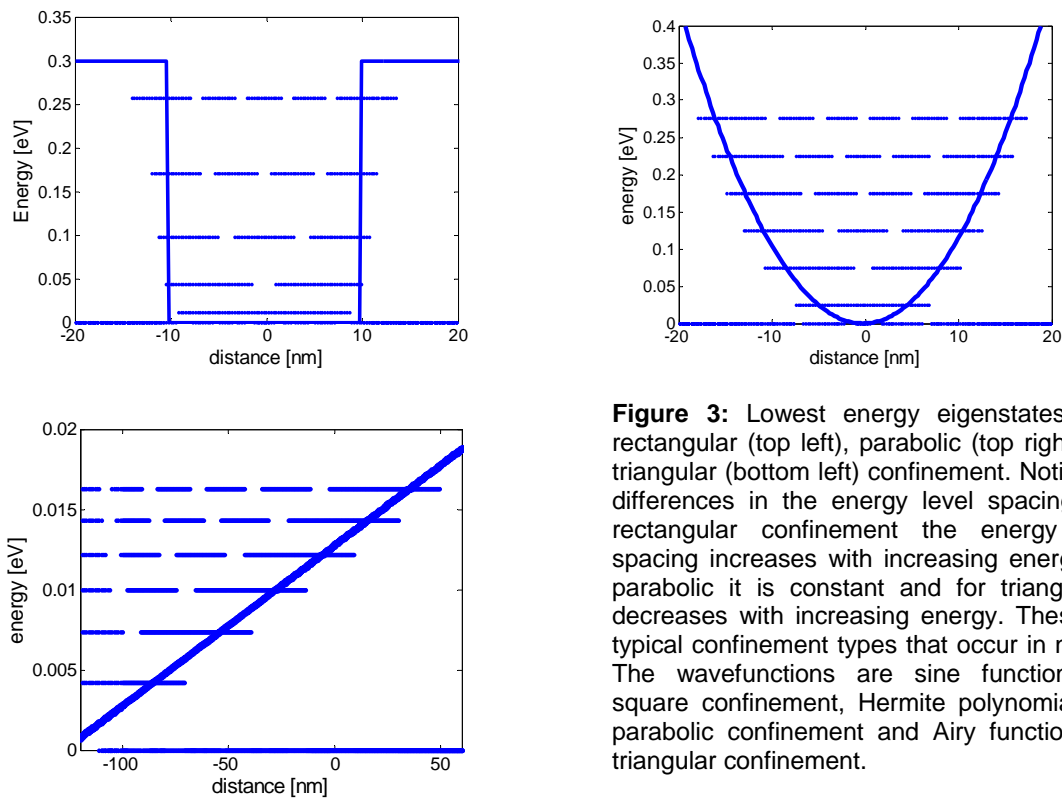 0.35
0.3
0.25
0.2
0.15
0.1
0.05
0
Energy [eV]
-20 -10 0 10 20
distance [nm]
0.4
0.35
0.3
0.25
0.2
0.15
0.1
0.05
0
energy [eV]
-20 -10 0 10 20
distance [nm]
0.02
0.015
0.01
0.005
0
energy [eV]
-100 -50 0 50
distance [nm]
Figure 3: Lowest energy eigenstates
rectangular (top left), parabolic (top righ
triangular (bottom left) confinement. Noti
differences in the energy level spacing
rectangular confinement the energy
spacing increases with increasing energ
parabolic it is constant and for triang
decreases with increasing energy. Thes
typical confinement types that occur in
The wavefunctions are sine function
square confinement, Hermite polynomia
parabolic confinement and Airy function
triangular confinement.